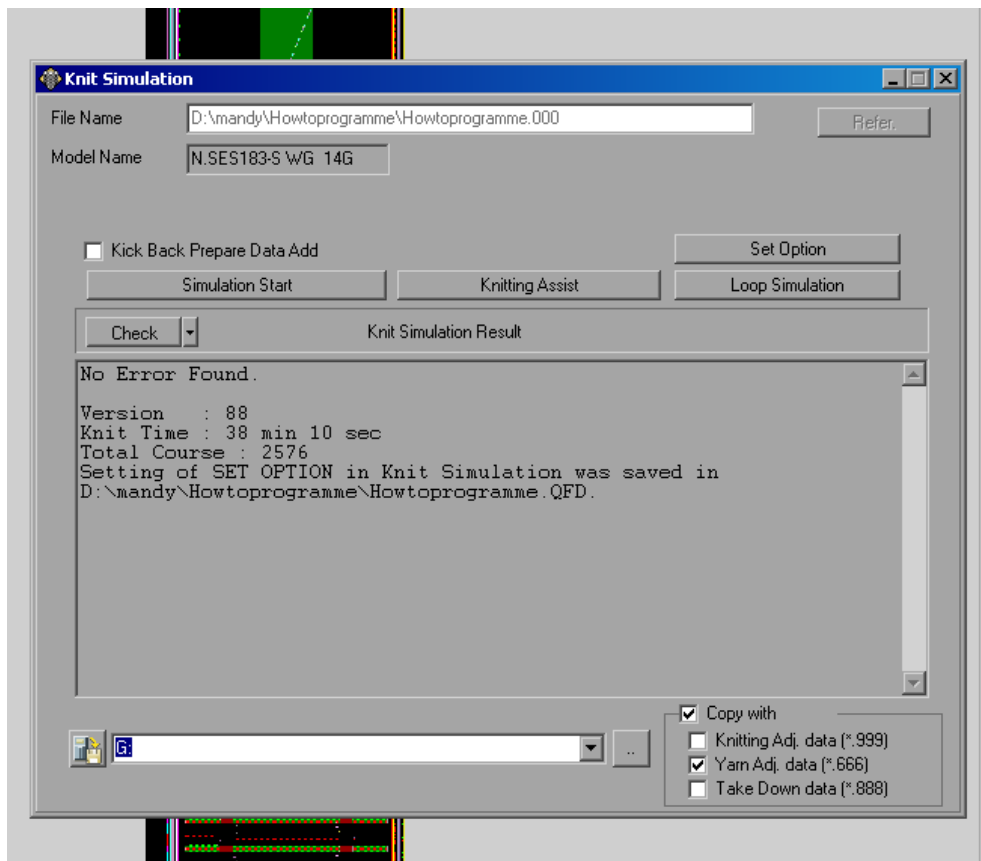 Knit Simulation
File Name
D:\mandy\Howtoprogramme\Howtoprogramme.000
Refer.
Model Name
N.SES183-S WG 14G
Kick Back Prepare Data Add
Set Option
Simulation Start
Knitting Assist
Loop Simulation
Check
Knit Simulation Result
No Error Found.
Version : 88
Knit Time : 38 min 10 sec
Total Course : 2576
Setting of SET OPTION in Knit Simulation was saved in
D:\mandy\Howtoprogramme\Howtoprogramme.QFD.
Copy with
G:
..
Knitting Adj. data (*.999)
Yarn Adj. data (*.666)
Take Down data (*.888)